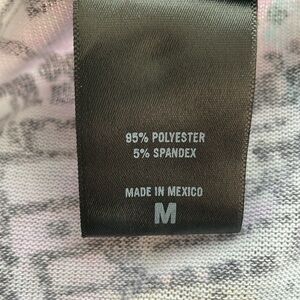 95% POLYESTER
5% SPANDEX
MADE IN MEXICO
M